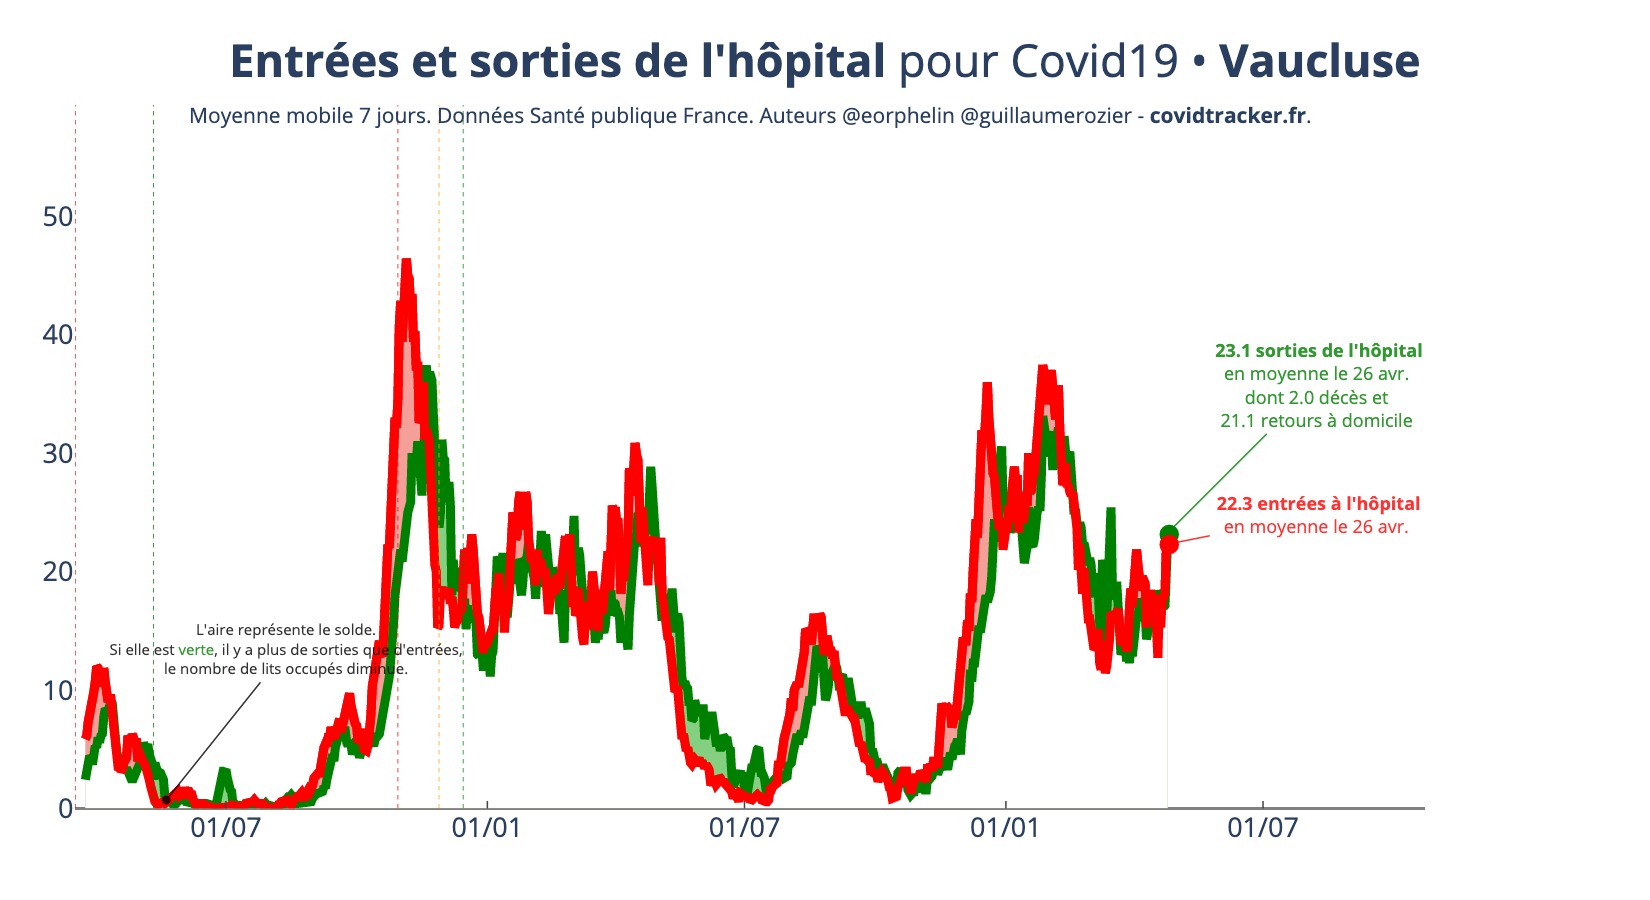 Entrées et sorties de l'hôpital pour Covid19 • Vaucluse
Moyenne mobile 7 jours. Données Santé publique France. Auteurs @eorphelin @guillaumerozier - covidtracker.fr.
50
40
30
20
10
0
23.1 sorties de l'hôpital
en moyenne le 26 avr.
dont 2.0 décès et
21.1 retours à domicile
22.3 entrées à l'hôpital
en moyenne le 26 avr.
L'aire représente le solde.
Si elle est verte, il y a plus de sorties que d'entrées,
le nombre de lits occupés diminue.
01/07
01/01
01/07
01/01
01/07